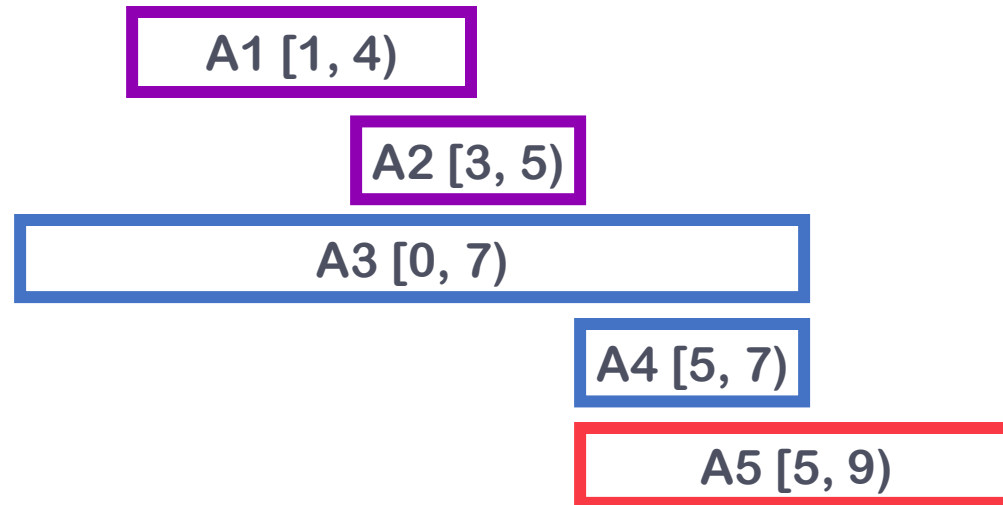 A1 [1, 4)
A2 [3, 5)
A3 [0, 7)
A4 [5, 7)
A5 [5, 9)